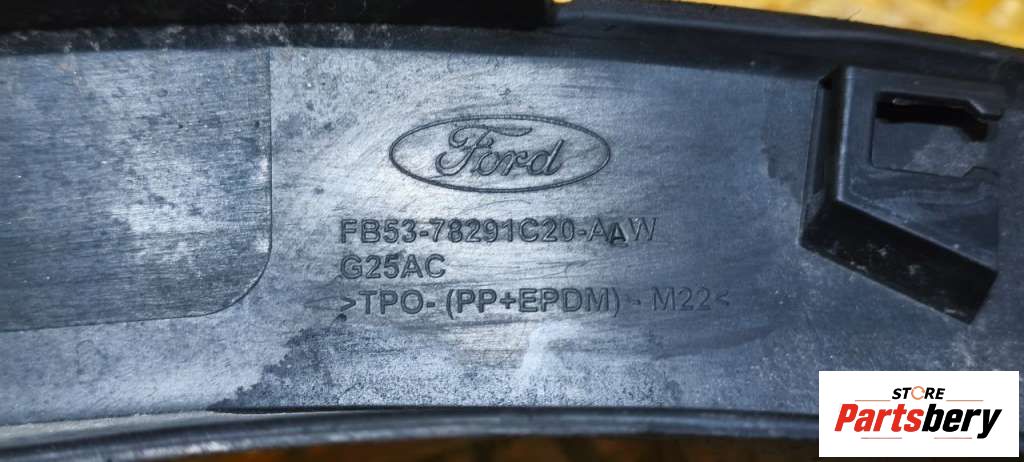 Ford
FB53-78291C20-AAW
G25AC
>TPO- (PP+EPDM) - M22<
STORE
Partsbery